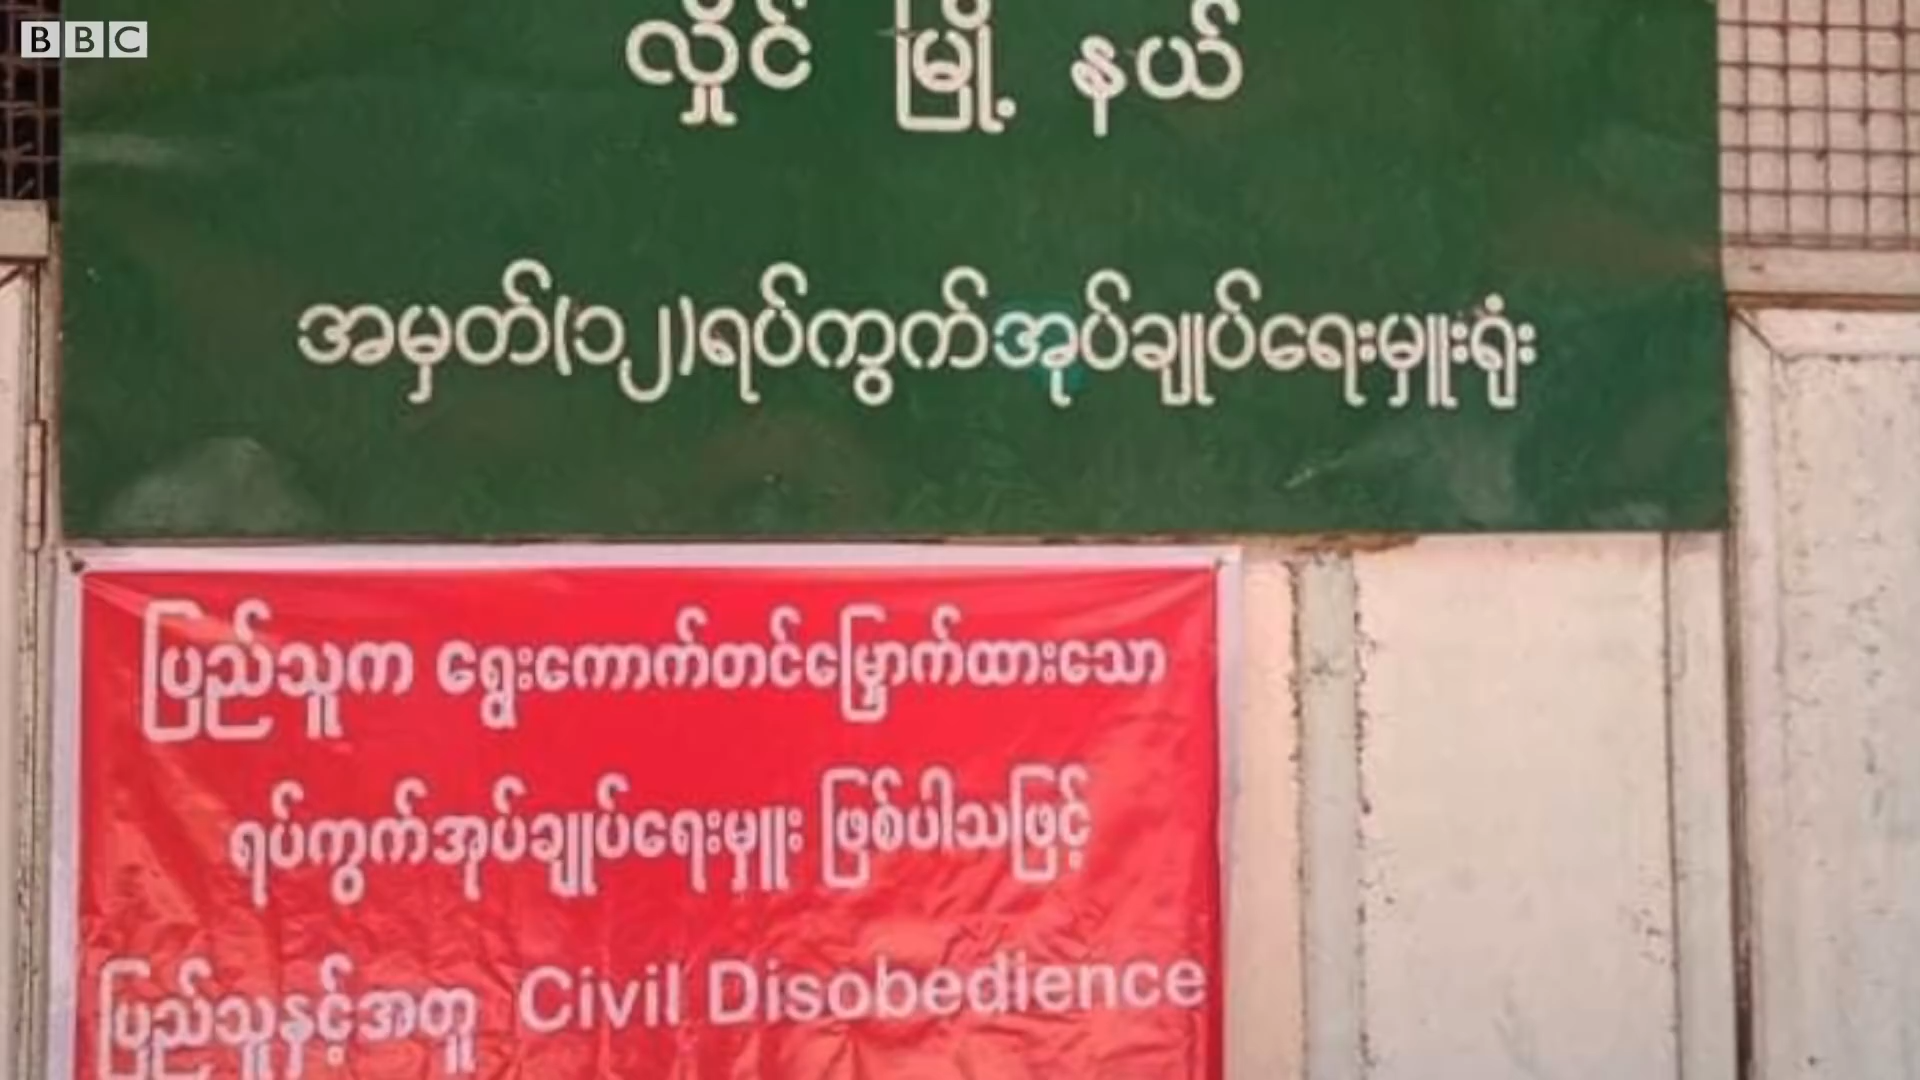 BBC
လှိုင် မြို့ နယ်
အမှတ်(၁၂)ရပ်ကွက်အုပ်ချုပ်ရေးမှူးရုံး
ပြည်သူက ရွေးကောက်တင်မြှောက်ထားသော
ရပ်ကွက်အုပ်ချုပ်ရေးမှူး ဖြစ်ပါသဖြင့်
ပြည်သူနှင့်အတူ Civil Disobedience